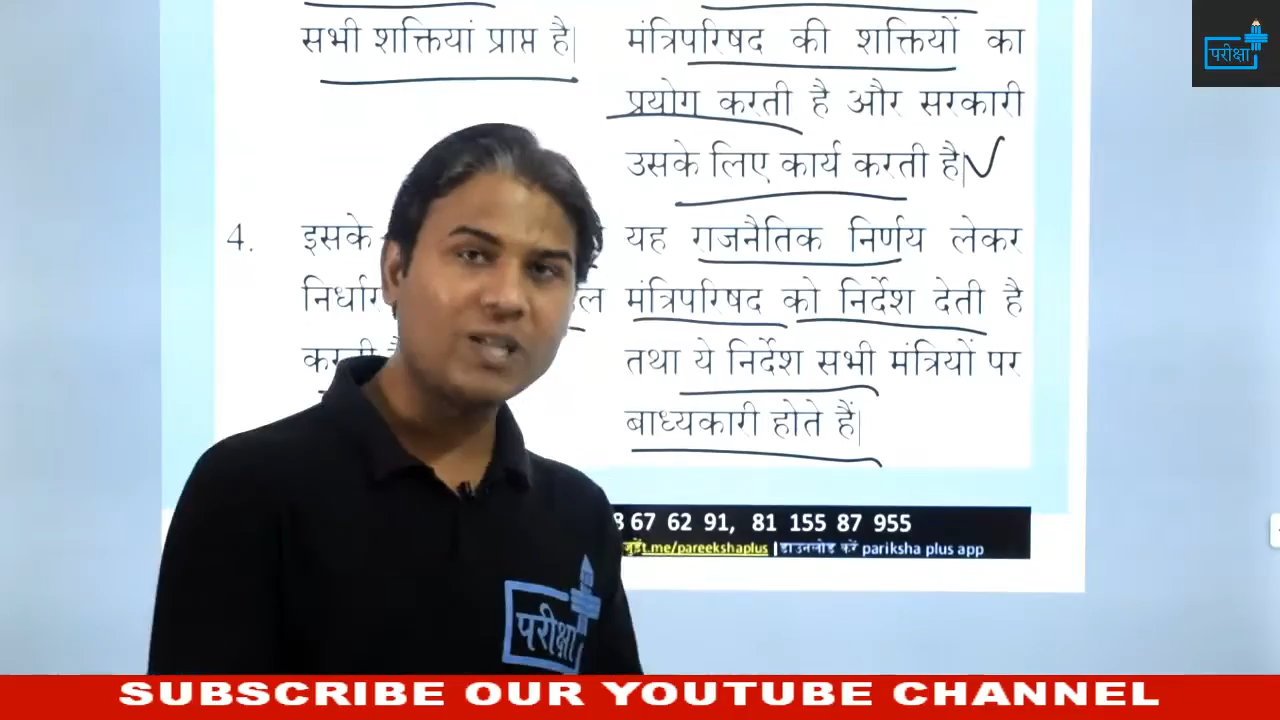 सभी शक्तियां प्राप्त है|
मंत्रिपरिषद की शक्तियों का
प्रयोग करती है और सरकारी
उसके लिए कार्य करती है|
4. इसके
निर्धार
करती
यह राजनैतिक निर्णय लेकर
मंत्रिपरिषद को निर्देश देती है
तथा ये निर्देश सभी मंत्रियों पर
बाध्यकारी होते हैं|
67 62 91, 81 155 87 955
जुड़ें t.me/pareekshaplus | डाउनलोड करें pariksha plus app
परीक्षा
परीक्षा
SUBSCRIBE OUR YOUTUBE CHANNEL